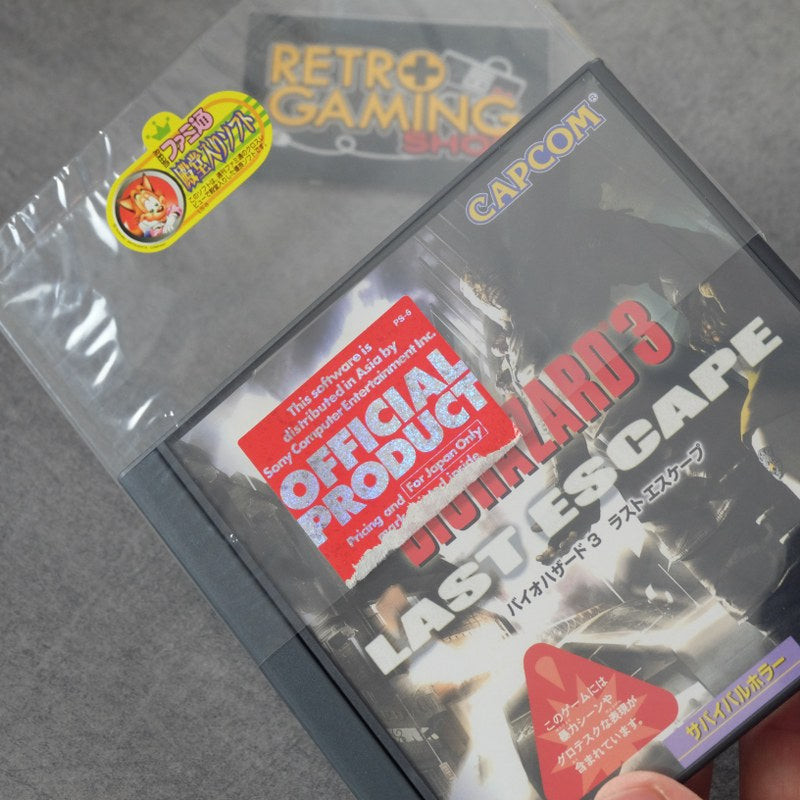 RETRO
GAMING
SHOP
ファミ通
殿堂入りソフト
CAPCOM®
PS-6
This software is
distributed in Asia by
Sony Computer Entertainment Inc.
OFFICIAL
PRODUCT
For Japan Only
Pricing and
inside
BIOHAZARD 3
LAST ESCAPE
バイオハザード3 ラスト エスケープ
このゲームには
暴力シーンや
グロテスクな表現が
含まれています。
サバイバルホラー